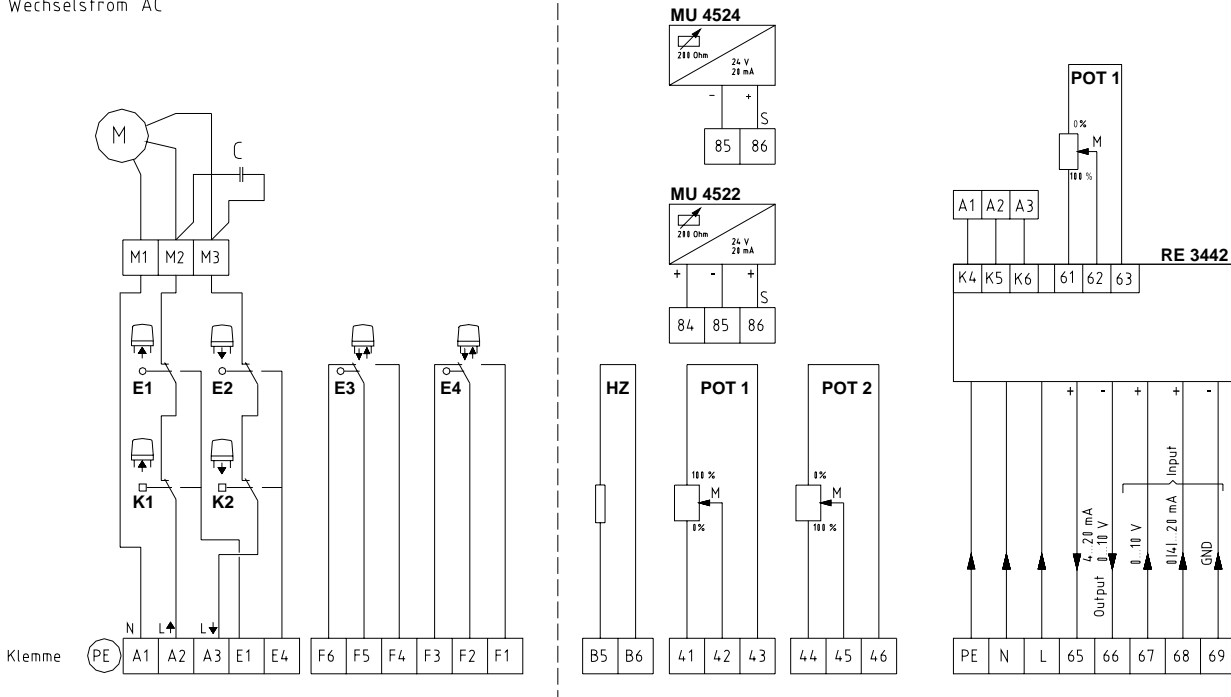 Wechselstrom AC
M
C
M1 M2 M3
E1 E2 E3 E4
K1 K2
N L L
Klemme PE A1 A2 A3 E1 E4 F6 F5 F4 F3 F2 F1
MU 4524
200 Ohm
24 V
20 mA
- +
S
85 86
MU 4522
200 Ohm
24 V
20 mA
+ - +
S
84 85 86
HZ
B5 B6
POT 1
100 %
M
0%
41 42 43
POT 2
0%
M
100 %
44 45 46
POT 1
0%
M
100 %
A1 A2 A3
RE 3442
K4 K5 K6 61 62 63
+ - + + -
Output
4...20 mA
0...10 V
Input
0...10 V
0(4)...20 mA
GND
PE N L 65 66 67 68 69